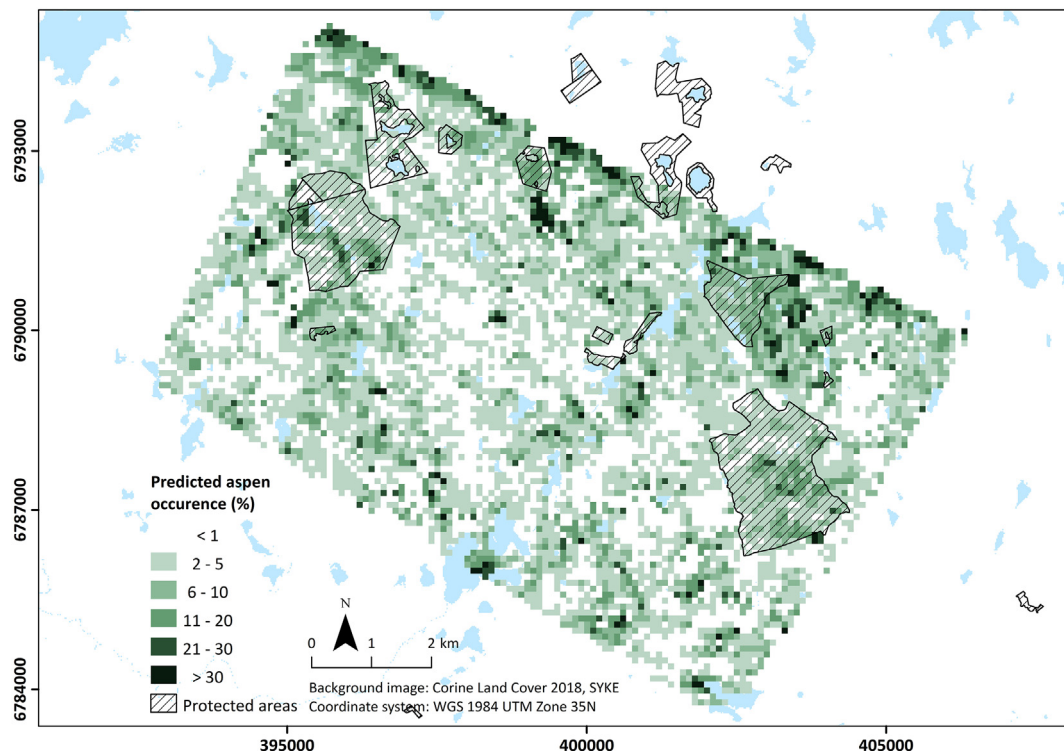 6793000
6790000
6787000
6784000
Predicted aspen
occurence (%)
< 1
2 - 5
6 - 10
11 - 20
21 - 30
> 30
Protected areas
N
0 1 2 km
Background image: Corine Land Cover 2018, SYKE
Coordinate system: WGS 1984 UTM Zone 35N
395000 400000 405000